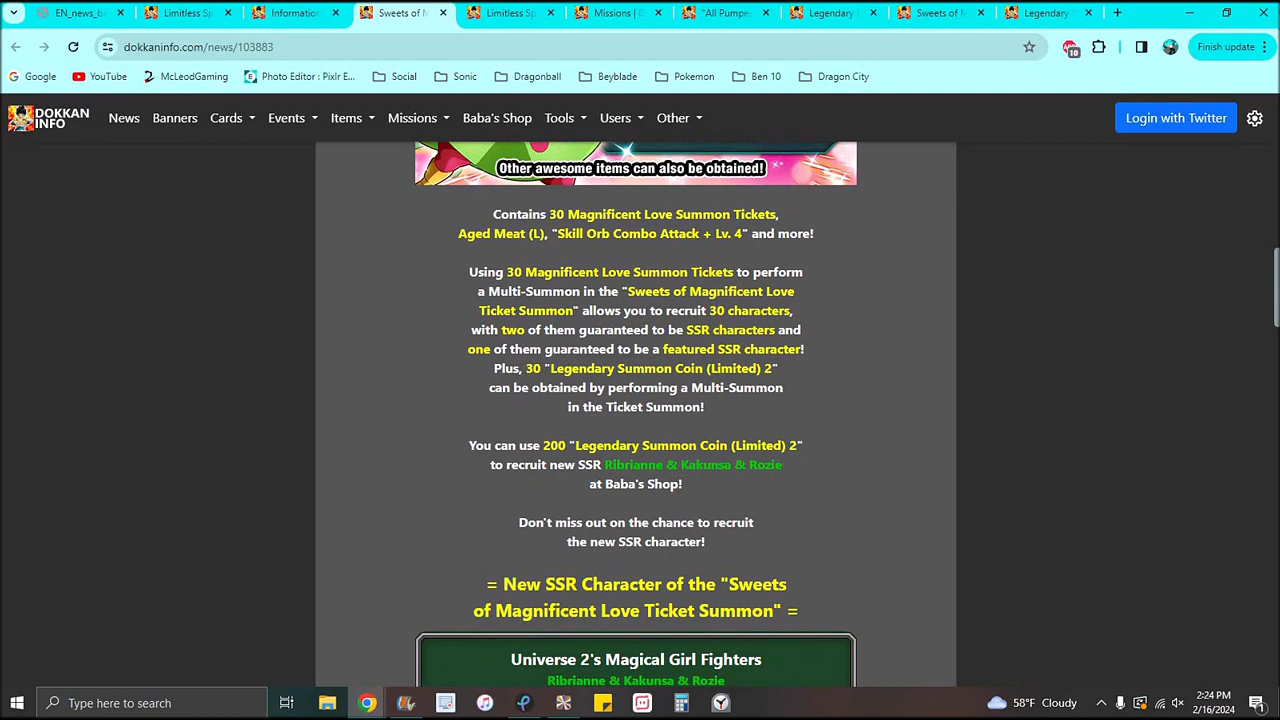 EN_news_b
Limitless Sp
Information
Sweets of M
Limitless Sp
Missions | D
"All Pumpe
Legendary
Sweets of M
Legendary
dokkaninfo.com/news/103883
10
Finish update
Google
YouTube
McLeodGaming
Photo Editor : Pixlr E...
Social
Sonic
Dragonball
Beyblade
Pokemon
Ben 10
Dragon City
DOKKAN
INFO
News
Banners
Cards
Events
Items
Missions
Baba's Shop
Tools
Users
Other
Login with Twitter
Other awesome items can also be obtained!
Contains 30 Magnificent Love Summon Tickets,
Aged Meat (L), "Skill Orb Combo Attack + Lv. 4" and more!
Using 30 Magnificent Love Summon Tickets to perform
a Multi-Summon in the "Sweets of Magnificent Love
Ticket Summon" allows you to recruit 30 characters,
with two of them guaranteed to be SSR characters and
one of them guaranteed to be a featured SSR character!
Plus, 30 "Legendary Summon Coin (Limited) 2"
can be obtained by performing a Multi-Summon
in the Ticket Summon!
You can use 200 "Legendary Summon Coin (Limited) 2"
to recruit new SSR Ribrianne & Kakunsa & Rozie
at Baba's Shop!
Don't miss out on the chance to recruit
the new SSR character!
= New SSR Character of the "Sweets
of Magnificent Love Ticket Summon" =
Universe 2's Magical Girl Fighters
Ribrianne & Kakunsa & Rozie
Type here to search
58°F Cloudy
2:24 PM
2/16/2024
1